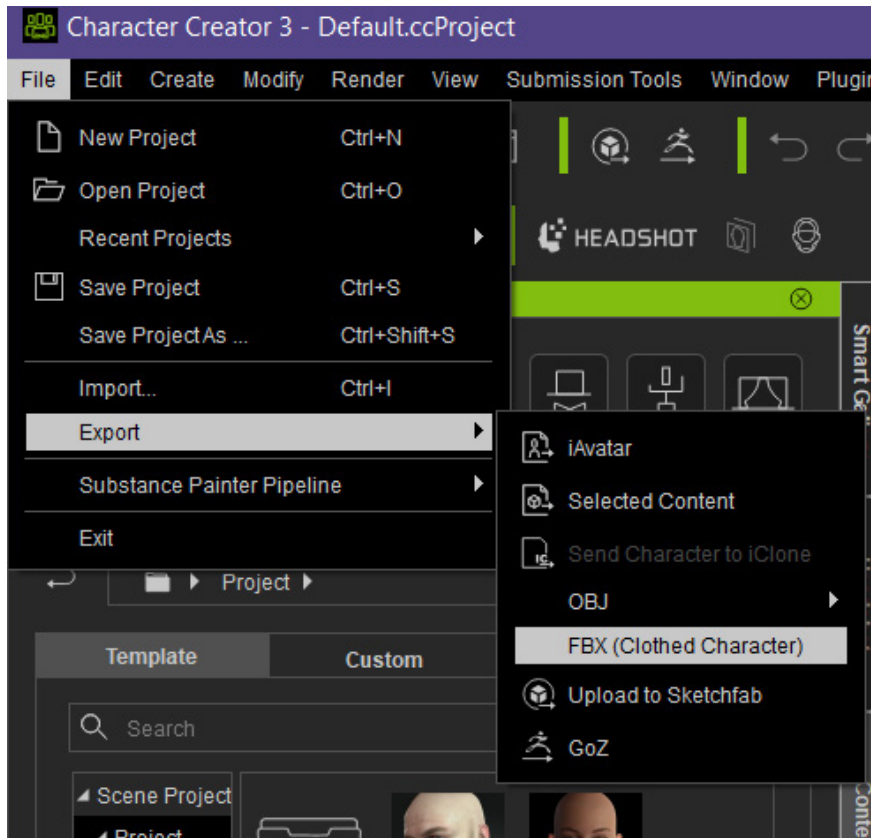 Character Creator 3 - Default.ccProject
File Edit Create Modify Render View Submission Tools Window
New Project Ctrl+N
Open Project Ctrl+O
Recent Projects
HEADSHOT
Save Project Ctrl+S
Save Project As ... Ctrl+Shift+S
Import... Ctrl+I
Export
iAvatar
Substance Painter Pipeline
Selected Content
Exit
Send Character to iClone
Project
OBJ
FBX (Clothed Character)
Template Custom
Upload to Sketchfab
Search
GoZ
Scene Project
Project
Smart